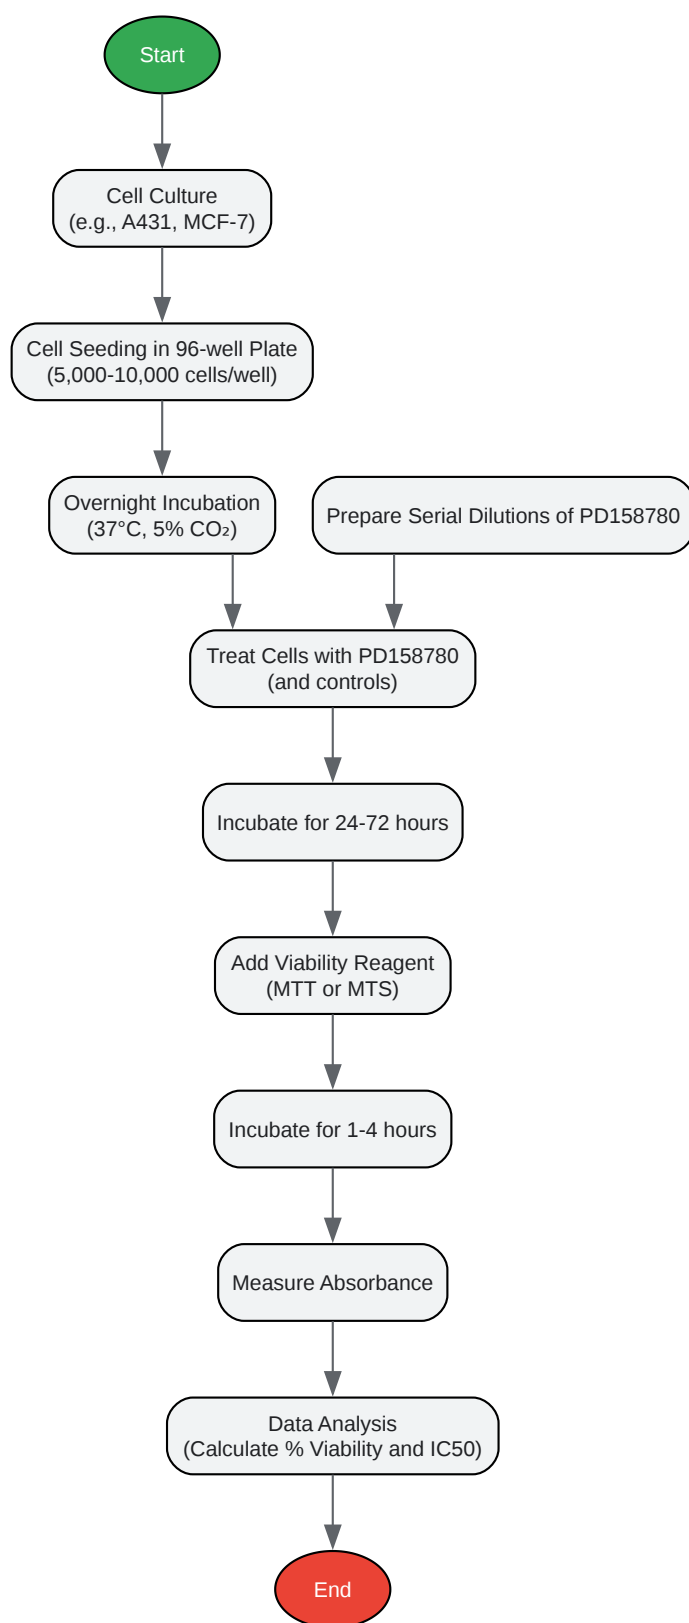 Start
Cell Culture
(e.g., A431, MCF-7)
Cell Seeding in 96-well Plate
(5,000-10,000 cells/well)
Overnight Incubation
(37°C, 5% CO₂)
Prepare Serial Dilutions of PD158780
Treat Cells with PD158780
(and controls)
Incubate for 24-72 hours
Add Viability Reagent
(MTT or MTS)
Incubate for 1-4 hours
Measure Absorbance
Data Analysis
(Calculate % Viability and IC50)
End